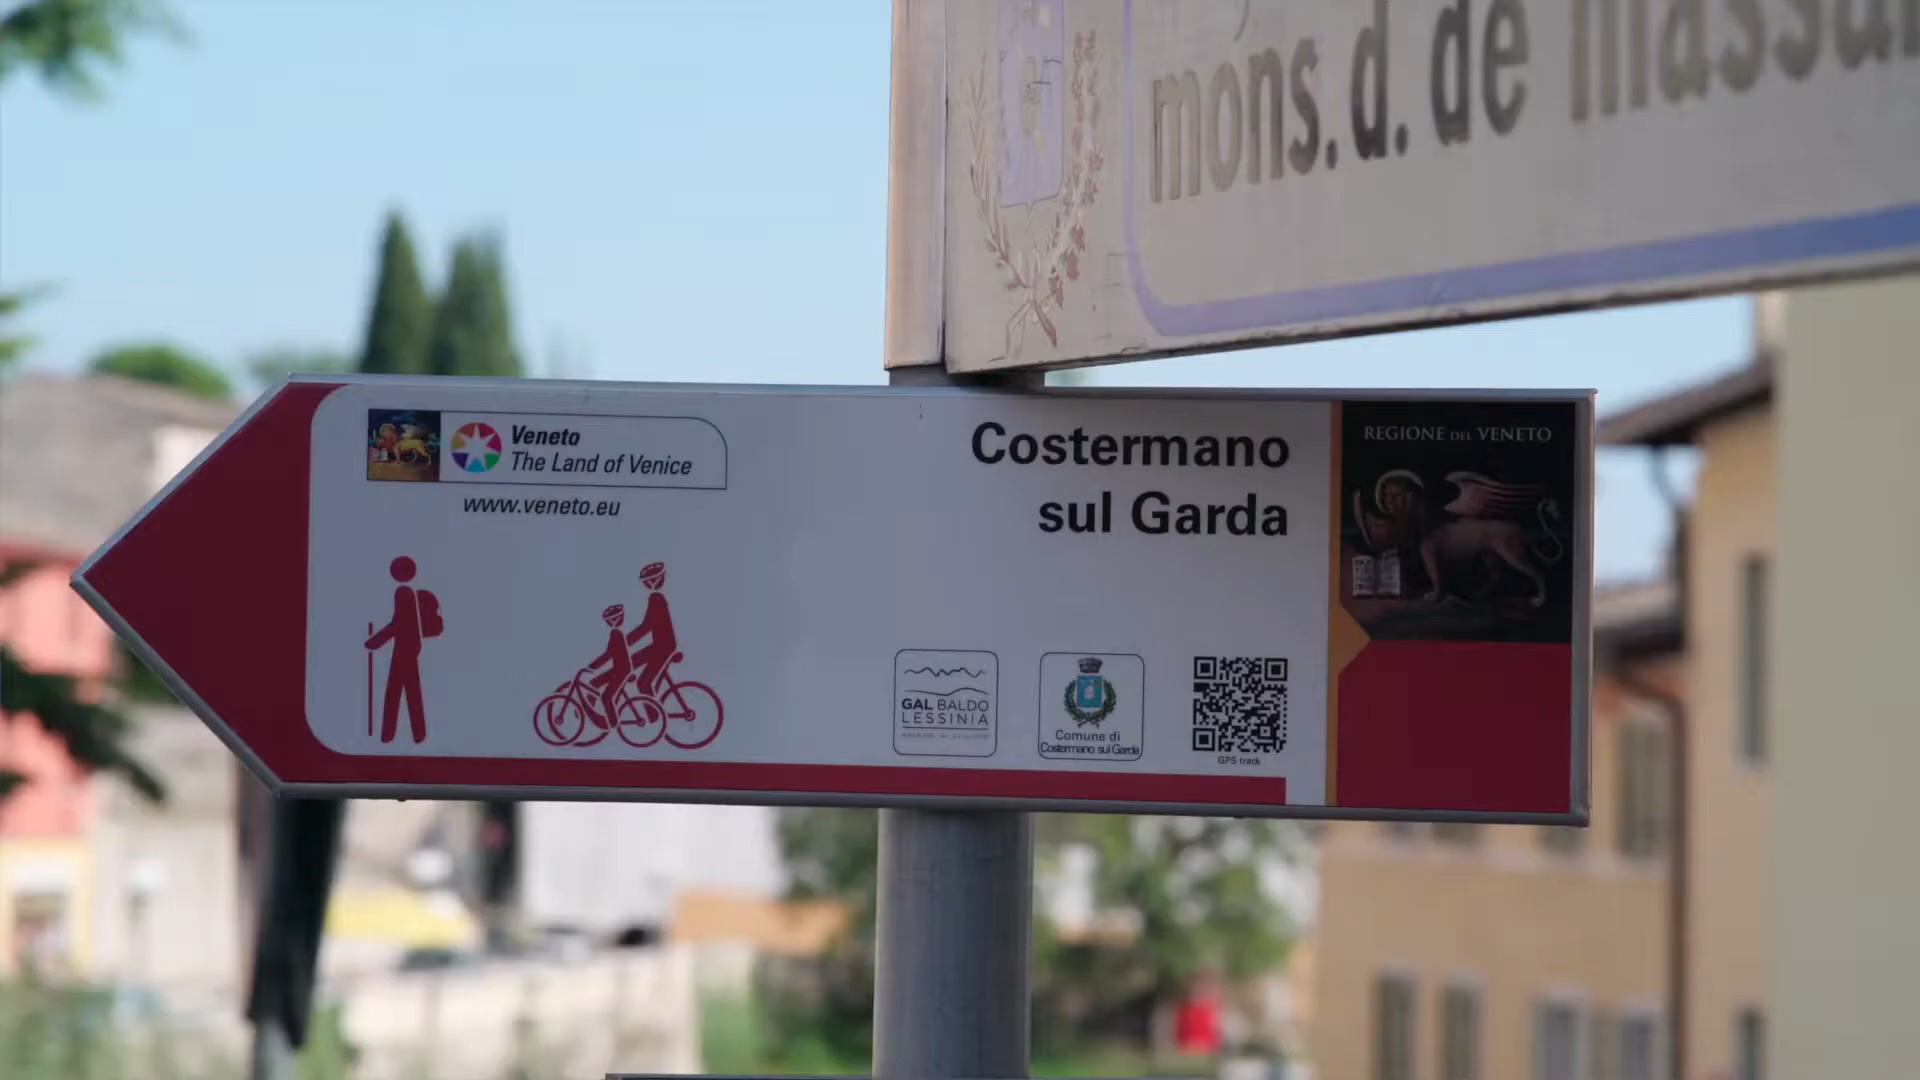 mons. d. de massari
Veneto
The Land of Venice
www.veneto.eu
Costermano
sul Garda
REGIONE DEL VENETO
GAL BALDO
LESSINIA
Comune di
Costermano sul Garda
GPS track